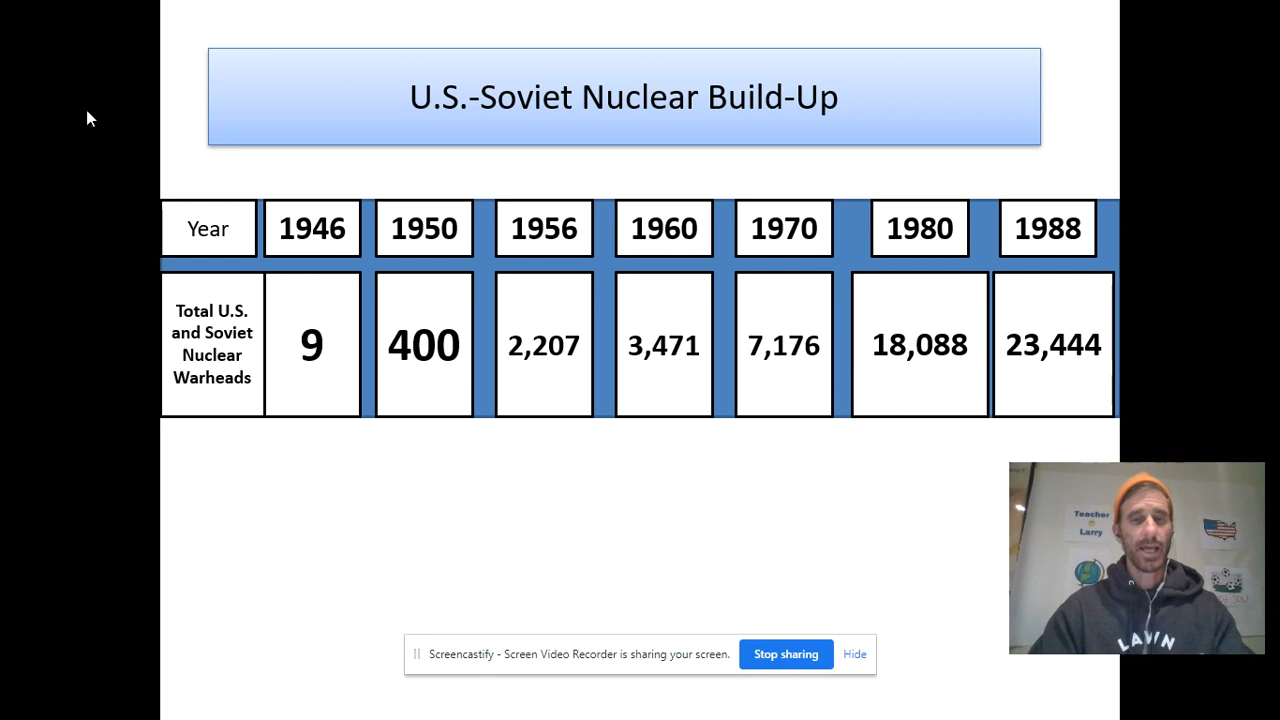 U.S.-Soviet Nuclear Build-Up
Year 1946 1950 1956 1960 1970 1980 1988
Total U.S.
and Soviet
Nuclear
Warheads
9 400 2,207 3,471 7,176 18,088 23,444
Teacher
Larry
LAWN
Screencastify - Screen Video Recorder is sharing your screen. Stop sharing Hide